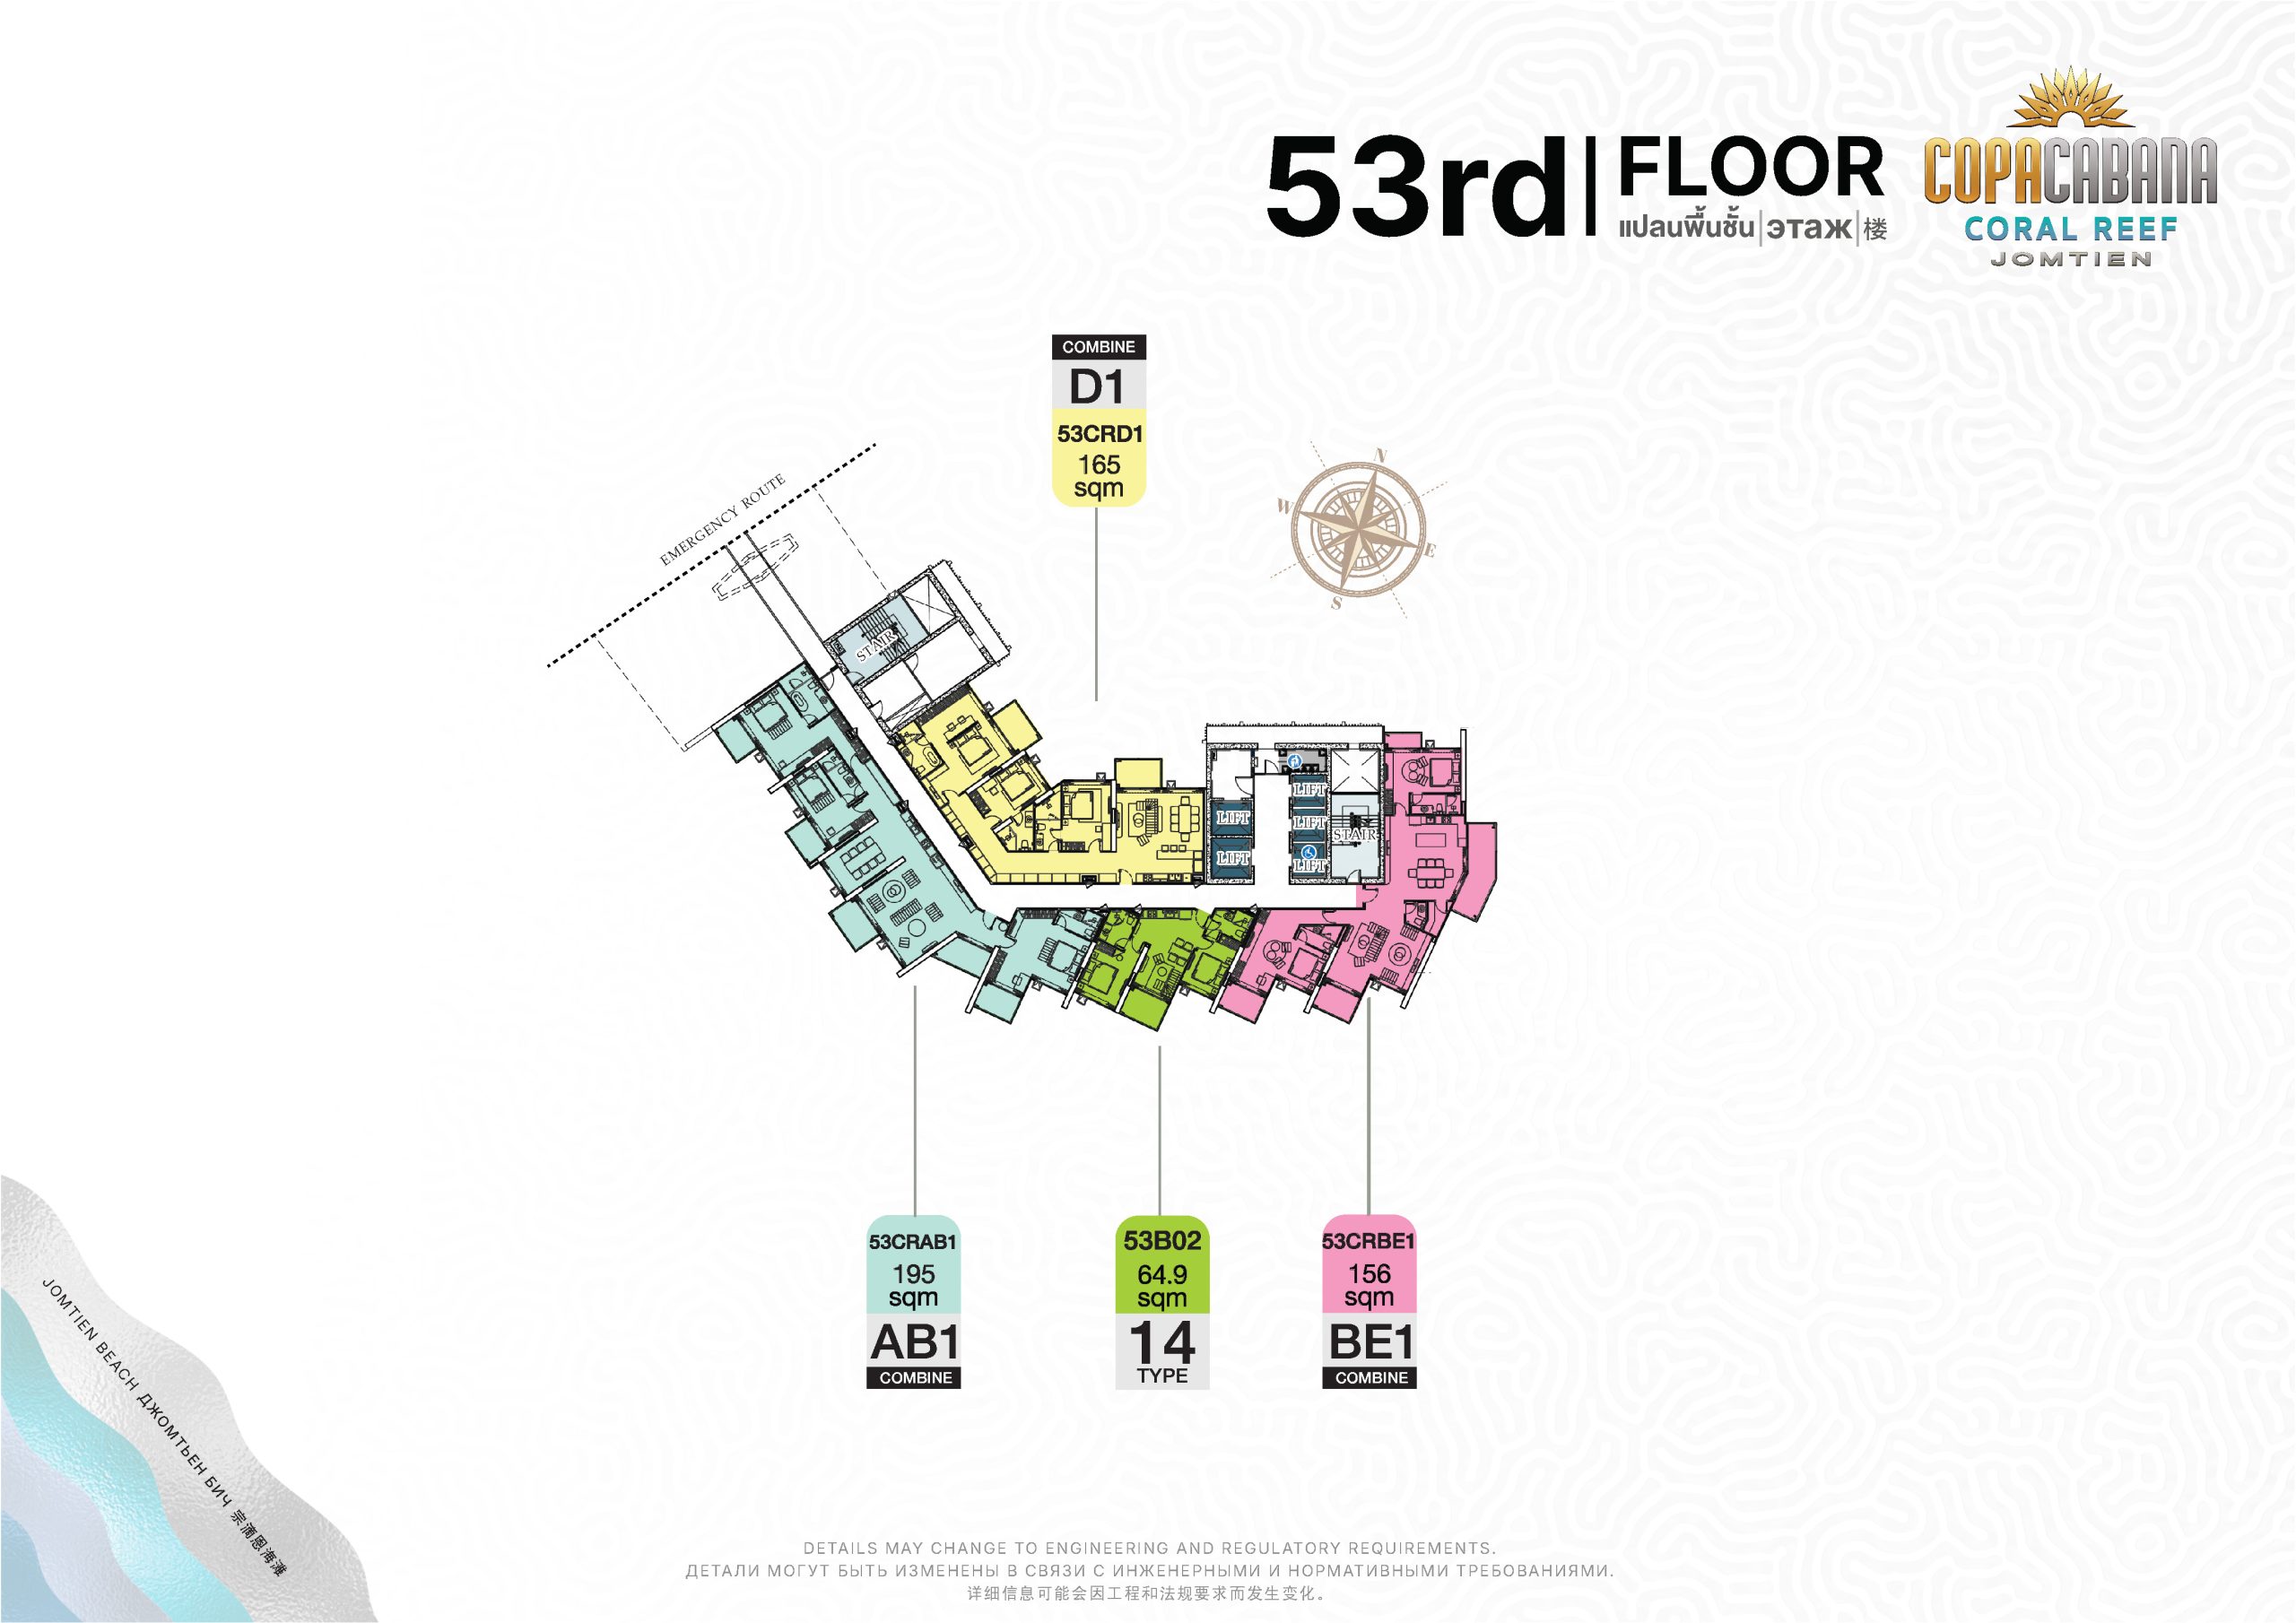 53rd
FLOOR
แปลนพื้นชั้น|этаж|楼
COPACABANA
CORAL REEF
JOMTIEN
COMBINE
D1
53CRD1
165
sqm
N
W
E
S
EMERGENCY ROUTE
STAIR
LIFT
LIFT
LIFT
LIFT
LIFT
STAIR
53CRAB1
195
sqm
AB1
COMBINE
53B02
64.9
sqm
14
TYPE
53CRBE1
156
sqm
BE1
COMBINE
JOMTIEN BEACH ДЖОМТЬЕН БИЧ 宗滴恩海滩
DETAILS MAY CHANGE TO ENGINEERING AND REGULATORY REQUIREMENTS.
ДЕТАЛИ МОГУТ БЫТЬ ИЗМЕНЕНЫ В СВЯЗИ С ИНЖЕНЕРНЫМИ И НОРМАТИВНЫМИ ТРЕБОВАНИЯМИ.
详细信息可能会因工程和法规要求而发生变化。